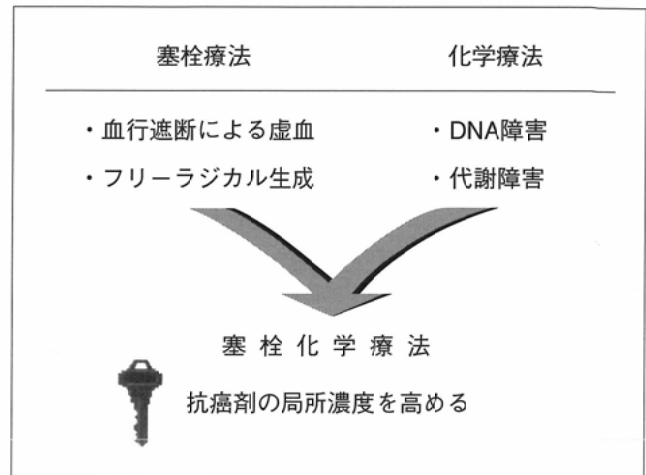 塞栓療法 化学療法
・血行遮断による虚血 ・DNA障害
・フリーラジカル生成 ・代謝障害
塞栓化学療法
抗癌剤の局所濃度を高める